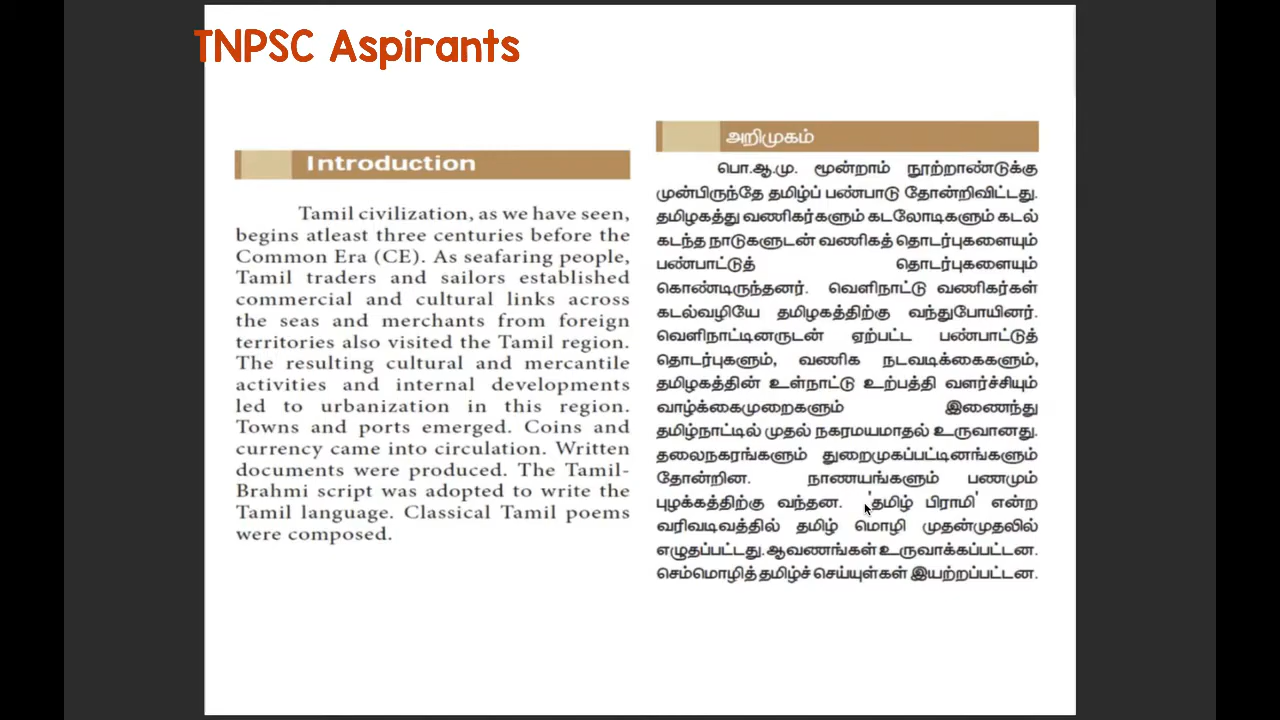 TNPSC Aspirants
Introduction
Tamil civilization, as we have seen,
begins atleast three centuries before the
Common Era (CE). As seafaring people,
Tamil traders and sailors established
commercial and cultural links across
the seas and merchants from foreign
territories also visited the Tamil region.
The resulting cultural and mercantile
activities and internal developments
led to urbanization in this region.
Towns and ports emerged. Coins and
currency came into circulation. Written
documents were produced. The Tamil-
Brahmi script was adopted to write the
Tamil language. Classical Tamil poems
were composed.
அறிமுகம்
பொ.ஆ.மு. மூன்றாம் நூற்றாண்டுக்கு
முன்பிருந்தே தமிழ்ப் பண்பாடு தோன்றிவிட்டது.
தமிழகத்து வணிகர்களும் கடலோடிகளும் கடல்
கடந்த நாடுகளுடன் வணிகத் தொடர்புகளையும்
பண்பாட்டுத் தொடர்புகளையும்
கொண்டிருந்தனர். வெளிநாட்டு வணிகர்கள்
கடல்வழியே தமிழகத்திற்கு வந்துபோயினர்.
வெளிநாட்டினருடன் ஏற்பட்ட பண்பாட்டுத்
தொடர்புகளும், வணிக நடவடிக்கைகளும்,
தமிழகத்தின் உள்நாட்டு உற்பத்தி வளர்ச்சியும்
வாழ்க்கைமுறைகளும் இணைந்து
தமிழ்நாட்டில் முதல் நகரமயமாதல் உருவானது.
தலைநகரங்களும் துறைமுகப்பட்டினங்களும்
தோன்றின. நாணயங்களும் பணமும்
புழக்கத்திற்கு வந்தன. 'தமிழ் பிராமி' என்ற
வரிவடிவத்தில் தமிழ் மொழி முதன்முதலில்
எழுதப்பட்டது. ஆவணங்கள் உருவாக்கப்பட்டன.
செம்மொழித் தமிழ்ச் செய்யுள்கள் இயற்றப்பட்டன.